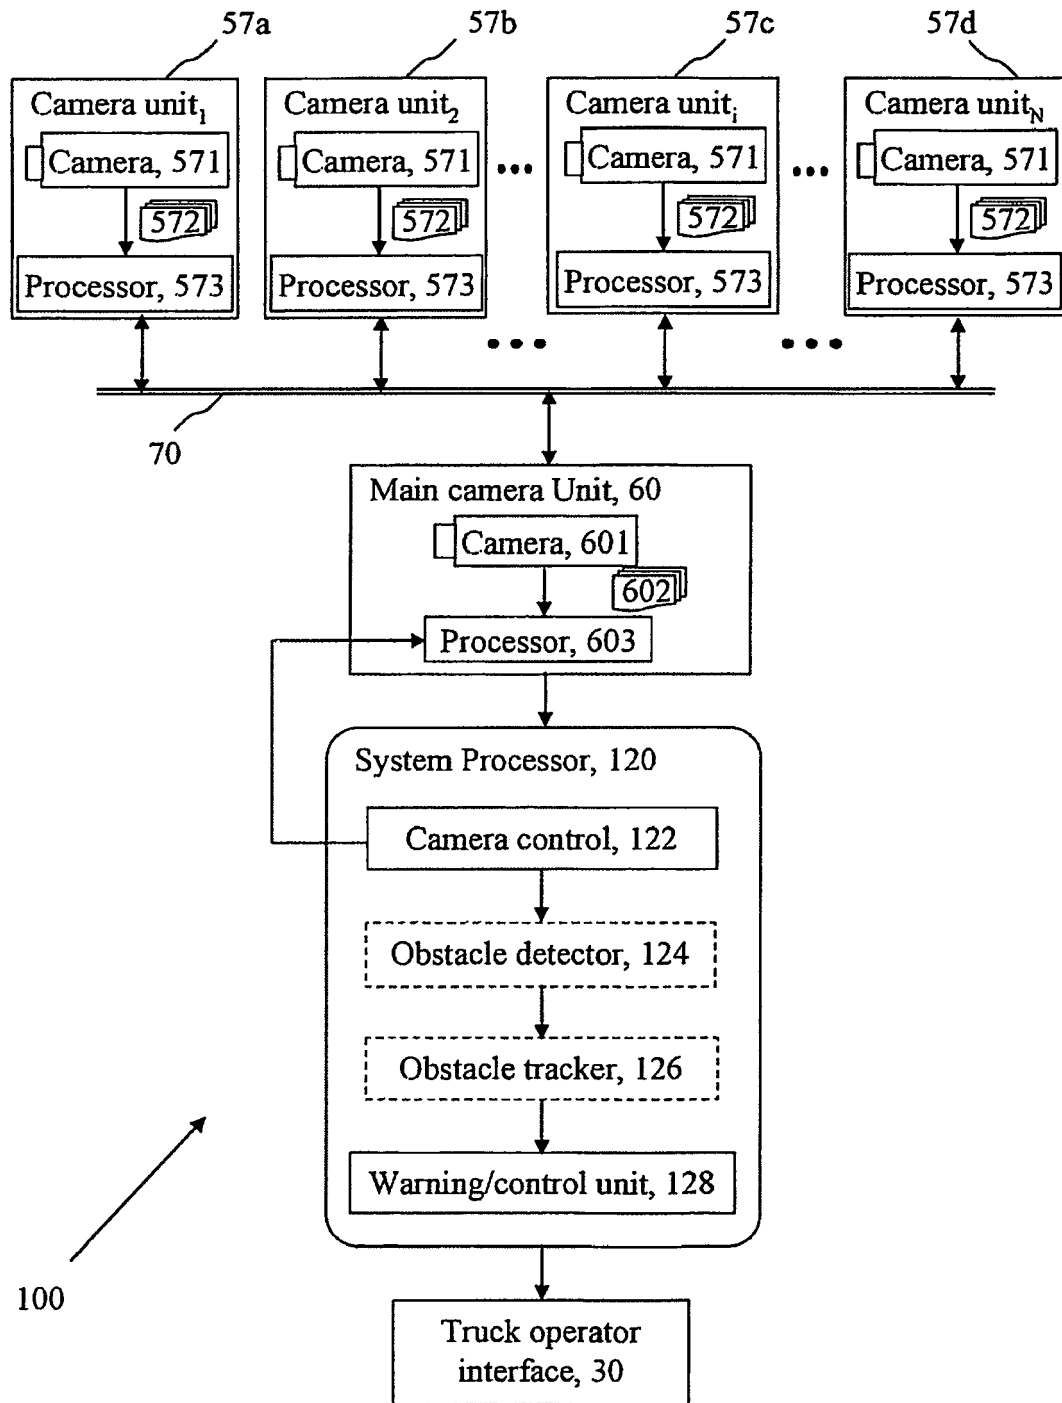 57a 57b 57c 57d
Camera unit1 Camera unit2 Camera uniti Camera unitN
Camera, 571 Camera, 571 Camera, 571 Camera, 571
572 572 572 572
Processor, 573 Processor, 573 Processor, 573 Processor, 573
70
Main camera Unit, 60
Camera, 601
602
Processor, 603
System Processor, 120
Camera control, 122
Obstacle detector, 124
Obstacle tracker, 126
Warning/control unit, 128
100
Truck operator
interface, 30